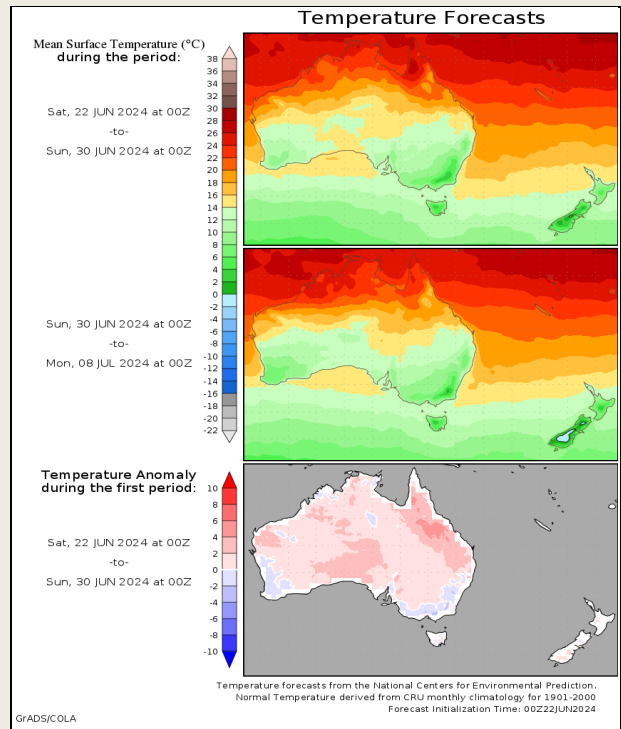 Temperature Forecasts
Mean Surface Temperature (°C)
during the period:
Sat, 22 JUN 2024 at 00Z
-to-
Sun, 30 JUN 2024 at 00Z
38
36
34
32
30
28
26
24
22
20
18
16
14
12
10
8
6
4
2
0
-2
-4
-6
-8
-10
-12
-14
-16
-18
-20
-22
Sun, 30 JUN 2024 at 00Z
-to-
Mon, 08 JUL 2024 at 00Z
Temperature Anomaly
during the first period:
Sat, 22 JUN 2024 at 00Z
-to-
Sun, 30 JUN 2024 at 00Z
10
8
6
4
2
0
-2
-4
-6
-8
-10
Temperature forecasts from the National Centers for Environmental Prediction.
Normal Temperature derived from CRU monthly climatology for 1901-2000
Forecast Initialization Time: 00Z22JUN2024
GrADS/COLA